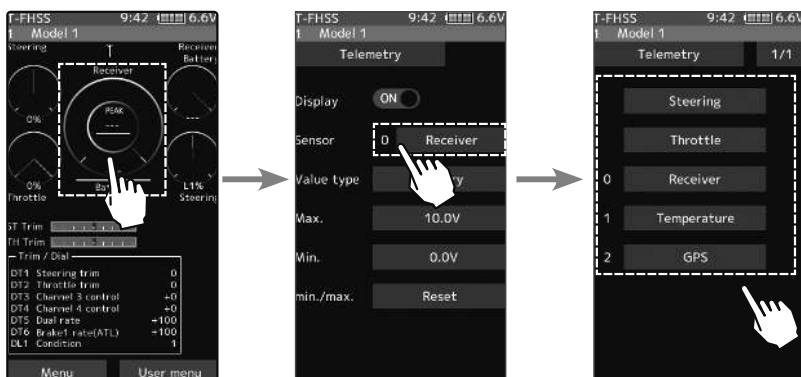 T-FHSS 9:42 6.6V
1 Model 1
Steering T Receiver
Battery
Receiver
PEAK
---
0%
---
0%
Throttle
L1%
Steering
ST Trim
TH Trim
Trim / Dial
DT1 Steering trim 0
DT2 Throttle trim 0
DT3 Channel 3 control +0
DT4 Channel 4 control +0
DT5 Dual rate +100
DT6 Brake1 rate(ATL) +100
DL1 Condition 1
Menu User menu
T-FHSS 9:42 6.6V
1 Model 1
Telemetry
Display ON
Sensor 0 Receiver
Value type
Max. 10.0V
Min. 0.0V
min./max. Reset
T-FHSS 9:42 6.6V
1 Model 1
Telemetry 1/1
Steering
Throttle
0 Receiver
1 Temperature
2 GPS